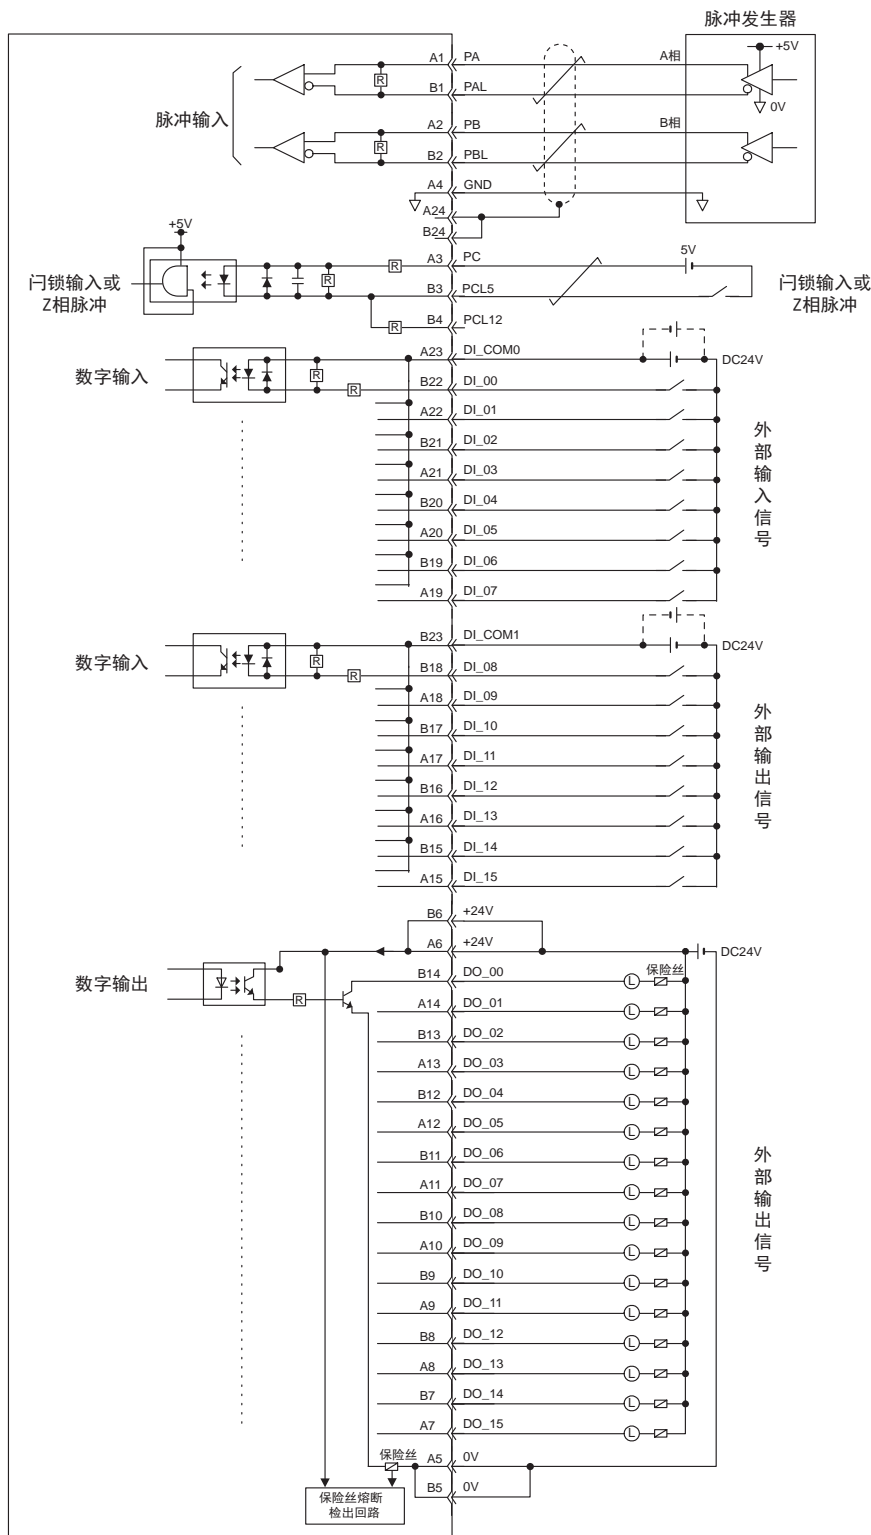 脉冲发生器
+5V
A1 PA A相
R
B1 PAL
0V
脉冲输入
A2 PB B相
R
B2 PBL
A4 GND
A24
B24
+5V
A3 PC 5V
R
R
闩锁输入或
Z相脉冲
B3 PCL5
闩锁输入或
Z相脉冲
R B4 PCL12
A23 DI_COM0 DC24V
数字输入
R
R
B22 DI_00
A22 DI_01
B21 DI_02
A21 DI_03
B20 DI_04
A20 DI_05
B19 DI_06
A19 DI_07
外部输入信号
B23 DI_COM1 DC24V
数字输入
R
R
B18 DI_08
A18 DI_09
B17 DI_10
A17 DI_11
B16 DI_12
A16 DI_13
B15 DI_14
A15 DI_15
外部输出信号
B6 +24V
A6 +24V DC24V
数字输出
R
保险丝
B14 DO_00 L
A14 DO_01 L
B13 DO_02 L
A13 DO_03 L
B12 DO_04 L
A12 DO_05 L
B11 DO_06 L
A11 DO_07 L
B10 DO_08 L
A10 DO_09 L
B9 DO_10 L
A9 DO_11 L
B8 DO_12 L
A8 DO_13 L
B7 DO_14 L
A7 DO_15 L
外部输出信号
保险丝 A5 0V
B5 0V
保险丝熔断
检出回路